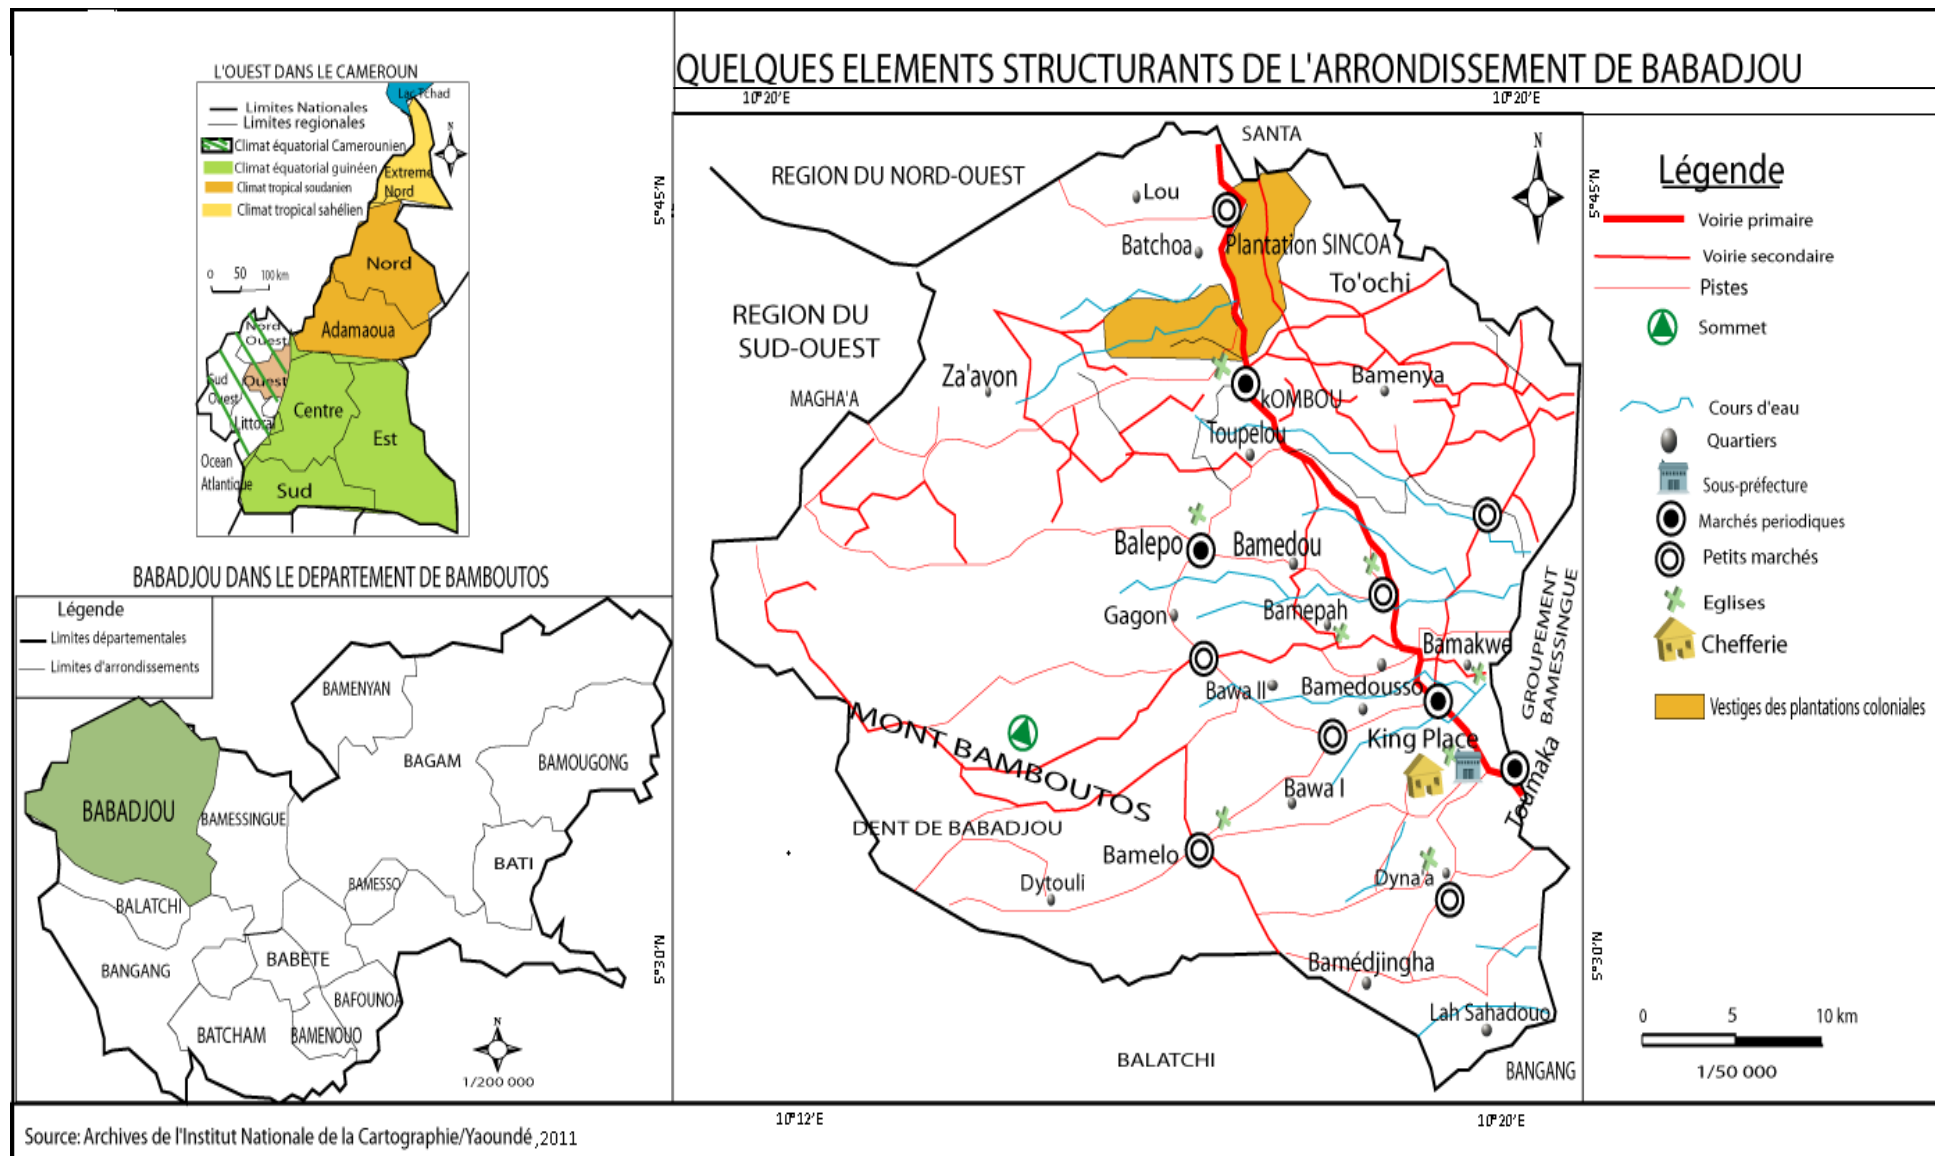 L'OUEST DANS LE CAMEROUN
Lac Tchad
Limites Nationales
Limites regionales
Climat équatorial Camerounien
Climat équatorial guinéen
Climat tropical soudanien
Climat tropical sahélien
N
Extreme
Nord
Nord
0 50 100 km
Adamaoua
Nord
Ouest
Ouest
Sud
Ouest
Littoral
Centre
Est
Ocean
Atlantique
Sud
BABADJOU DANS LE DEPARTEMENT DE BAMBOUTOS
Légende
Limites départementales
Limites d'arrondissements
BAMENYAN
BAGAM
BAMOUGONG
BABADJOU
BAMESSINGUE
BATI
BAMESSO
BALATCHI
BANGANG
BABETE
BAFOUNOA
BATCHAM
BAMENOUO
N
1/200 000
QUELQUES ELEMENTS STRUCTURANTS DE L'ARRONDISSEMENT DE BABADJOU
10°20'E
10°20'E
5°45'N
5°45'N
SANTA
N
REGION DU NORD-OUEST
Lou
Batchoa
Plantation SINCOA
To'ochi
REGION DU
SUD-OUEST
Za'avon
MAGHA'A
Bamenya
kOMBOU
Toupelou
Balepo
Bamedou
Gagon
Bamepah
Bamakwe
GROUPEMENT
BAMESSINGUE
Bawa II
Bamedousso
MONT BAMBOUTOS
King Place
Toumaka
Bawa I
DENT DE BABADJOU
Bamelo
Dytouli
Dyna'a
Bamédjingha
Lah Sahadouo
BALATCHI
BANGANG
5°30'N
5°30'N
10°12'E
10°20'E
Légende
Voirie primaire
Voirie secondaire
Pistes
Sommet
Cours d'eau
Quartiers
Sous-préfecture
Marchés periodiques
Petits marchés
Eglises
Chefferie
Vestiges des plantations coloniales
0 5 10 km
1/50 000
Source: Archives de l'Institut Nationale de la Cartographie/Yaoundé ,2011